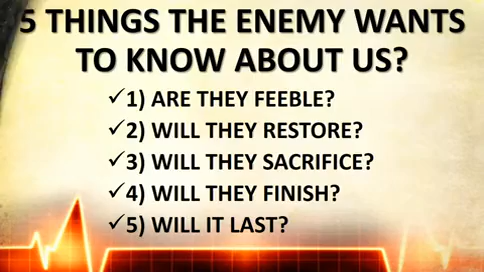 5 THINGS THE ENEMY WANTS
TO KNOW ABOUT US?
✓1) ARE THEY FEEBLE?
✓2) WILL THEY RESTORE?
✓3) WILL THEY SACRIFICE?
✓4) WILL THEY FINISH?
✓5) WILL IT LAST?